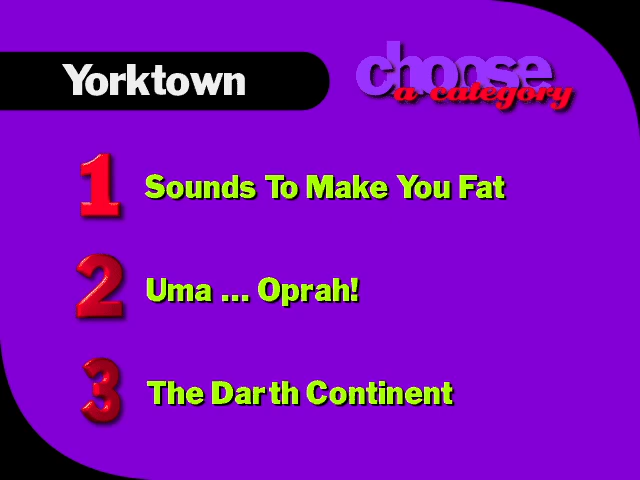 Yorktown
choose
a category
1 Sounds To Make You Fat
2 Uma ... Oprah!
3 The Darth Continent